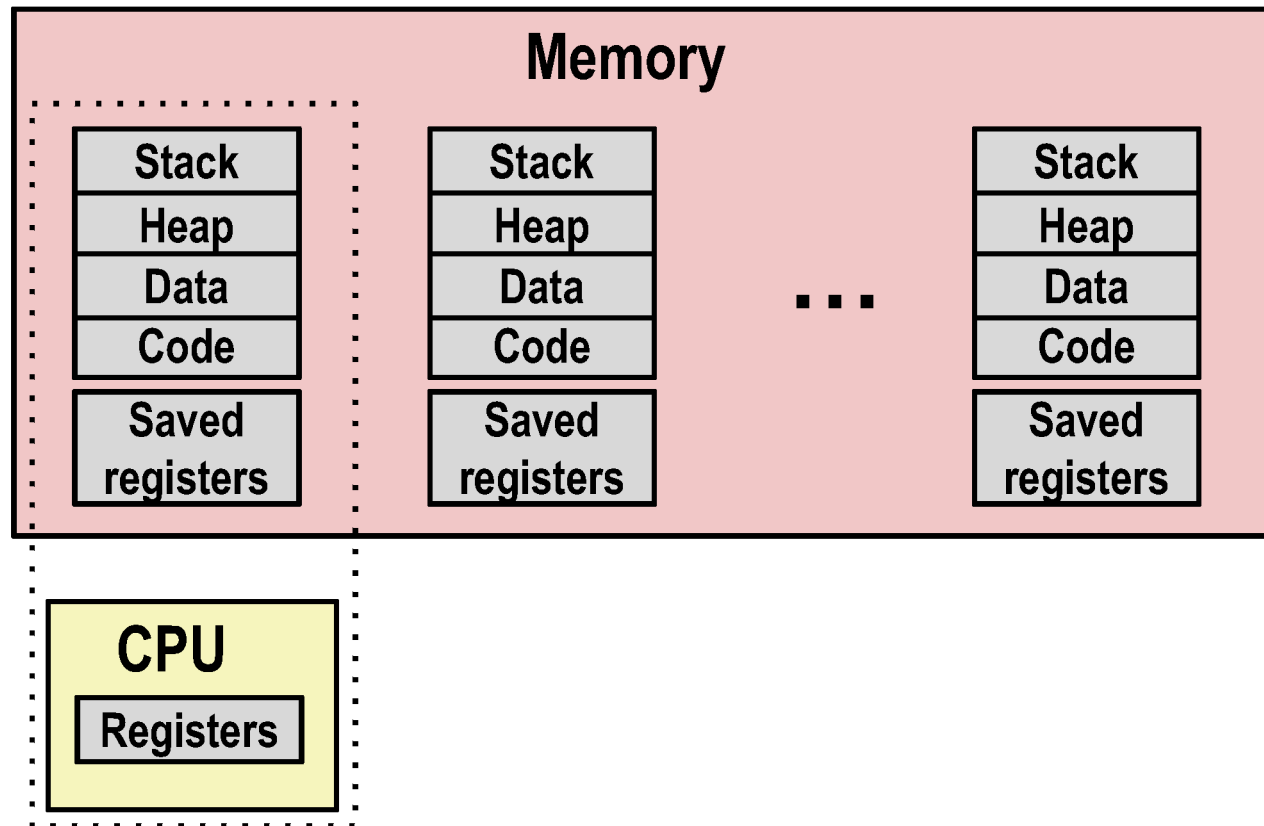 Memory
Stack
Heap
Data
Code
Saved
registers
Stack
Heap
Data
Code
Saved
registers
...
Stack
Heap
Data
Code
Saved
registers
CPU
Registers